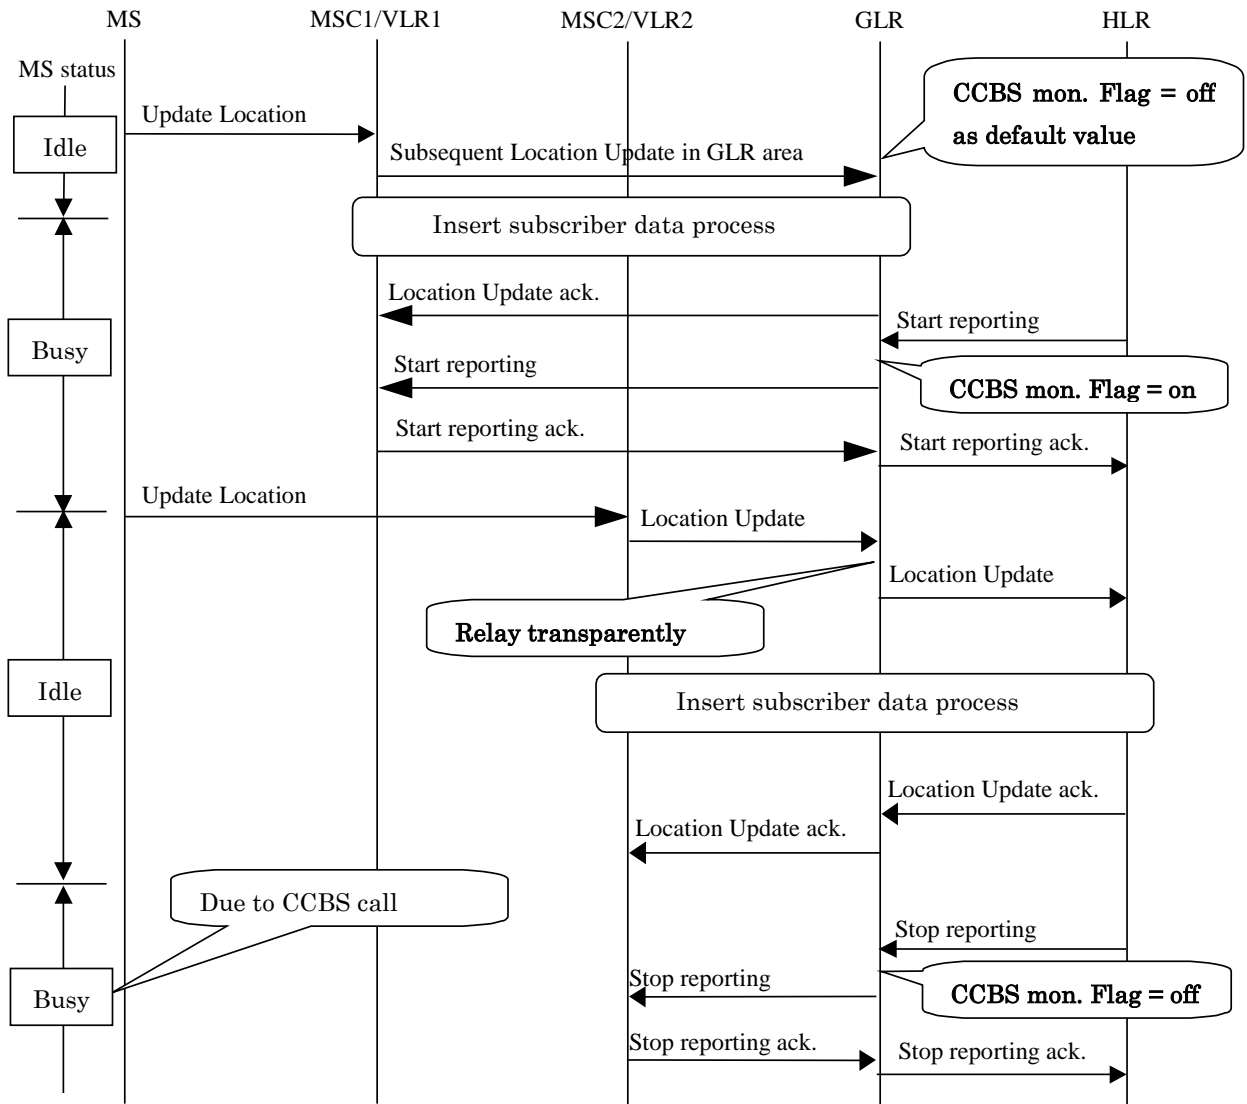 MS
MSC1/VLR1
MSC2/VLR2
GLR
HLR
MS status
CCBS mon. Flag = off
as default value
Update Location
Idle
Subsequent Location Update in GLR area
Insert subscriber data process
Location Update ack.
Start reporting
Busy
Start reporting
CCBS mon. Flag = on
Start reporting ack.
Start reporting ack.
Update Location
Location Update
Location Update
Relay transparently
Idle
Insert subscriber data process
Location Update ack.
Location Update ack.
Due to CCBS call
Stop reporting
Stop reporting
CCBS mon. Flag = off
Busy
Stop reporting ack.
Stop reporting ack.